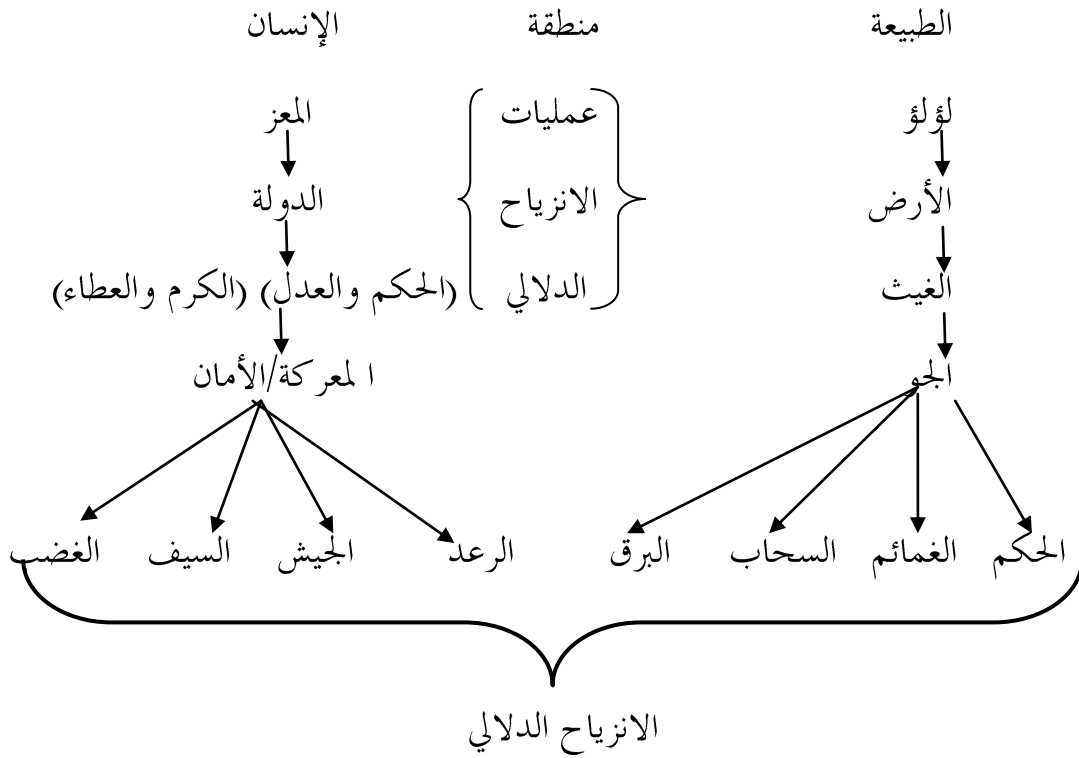 الطبيعة منطقة الإنسان
لؤلؤ عمليات المعز
الأرض الانزياح الدولة
الغيث الدلالي (الحكم والعدل) (الكرم والعطاء)
الجو ا لمعركة/الأمان
الحكم الغمائم السحاب البرق الرعد الجيش السيف الغضب
الانزياح الدلالي